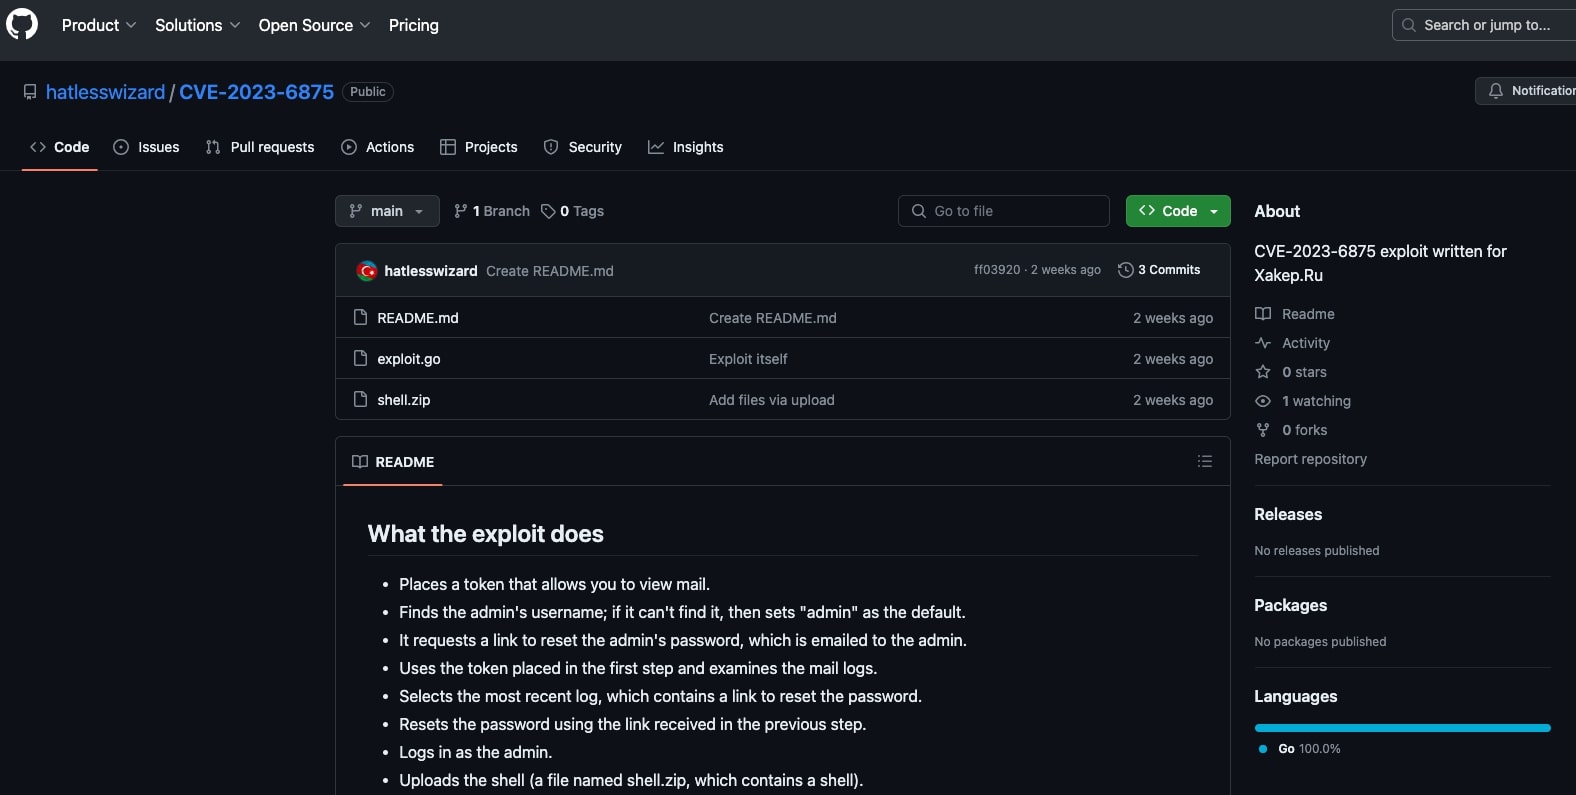 Product Solutions Open Source Pricing Search or jump to...
hatlesswizard / CVE-2023-6875 Public Notification
Code Issues Pull requests Actions Projects Security Insights
main 1 Branch 0 Tags Go to file Code
hatlesswizard Create README.md ff03920 · 2 weeks ago 3 Commits
README.md Create README.md 2 weeks ago
exploit.go Exploit itself 2 weeks ago
shell.zip Add files via upload 2 weeks ago
README
What the exploit does
• Places a token that allows you to view mail.
• Finds the admin's username; if it can't find it, then sets "admin" as the default.
• It requests a link to reset the admin's password, which is emailed to the admin.
• Uses the token placed in the first step and examines the mail logs.
• Selects the most recent log, which contains a link to reset the password.
• Resets the password using the link received in the previous step.
• Logs in as the admin.
• Uploads the shell (a file named shell.zip, which contains a shell).
About
CVE-2023-6875 exploit written for
Xakep.Ru
Readme
Activity
0 stars
1 watching
0 forks
Report repository
Releases
No releases published
Packages
No packages published
Languages
Go 100.0%